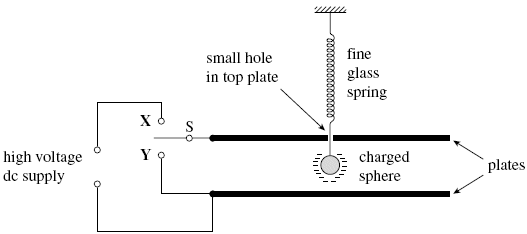 small hole
in top plate
fine
glass
spring
X
S
Y
high voltage
dc supply
charged
sphere
plates